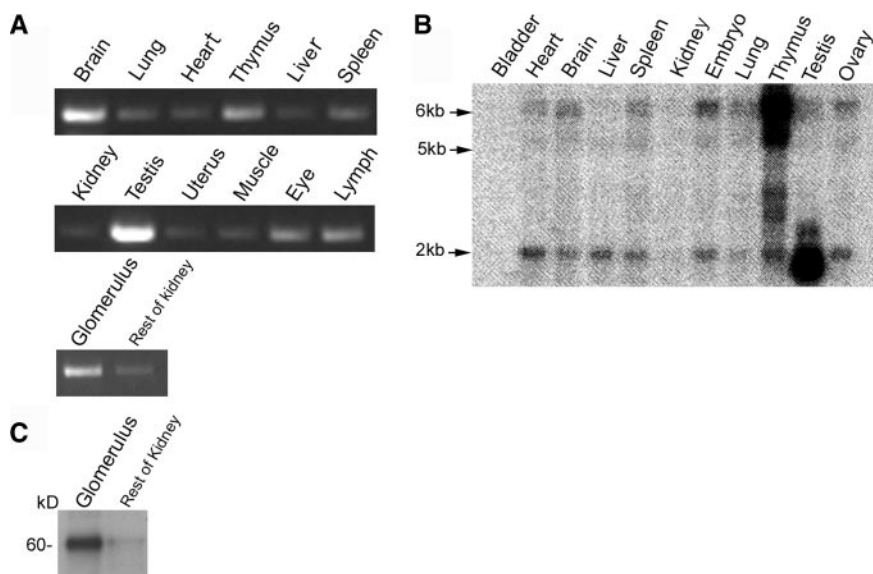 A
Brain Lung Heart Thymus Liver Spleen
Kidney Testis Uterus Muscle Eye Lymph
Glomerulus Rest of kidney
B
Bladder Heart Brain Liver Spleen Kidney Embryo Lung Thymus Testis Ovary
6kb
5kb
2kb
C
Glomerulus Rest of Kidney
kD
60-